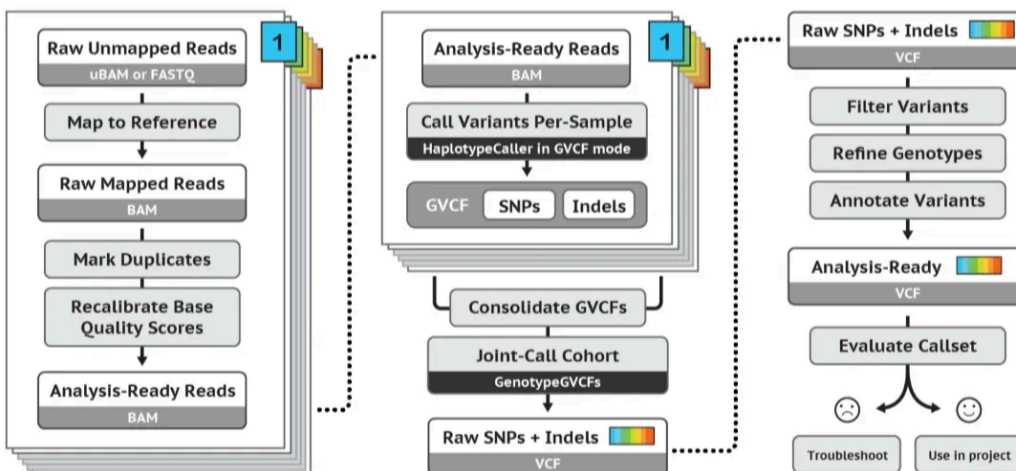 1
Raw Unmapped Reads
uBAM or FASTQ
Map to Reference
Raw Mapped Reads
BAM
Mark Duplicates
Recalibrate Base
Quality Scores
Analysis-Ready Reads
BAM
1
Analysis-Ready Reads
BAM
Call Variants Per-Sample
HaplotypeCaller in GVCF mode
GVCF SNPs Indels
Consolidate GVCFs
Joint-Call Cohort
GenotypeGVCFs
Raw SNPs + Indels
VCF
Raw SNPs + Indels
VCF
Filter Variants
Refine Genotypes
Annotate Variants
Analysis-Ready
VCF
Evaluate Callset
Troubleshoot Use in project